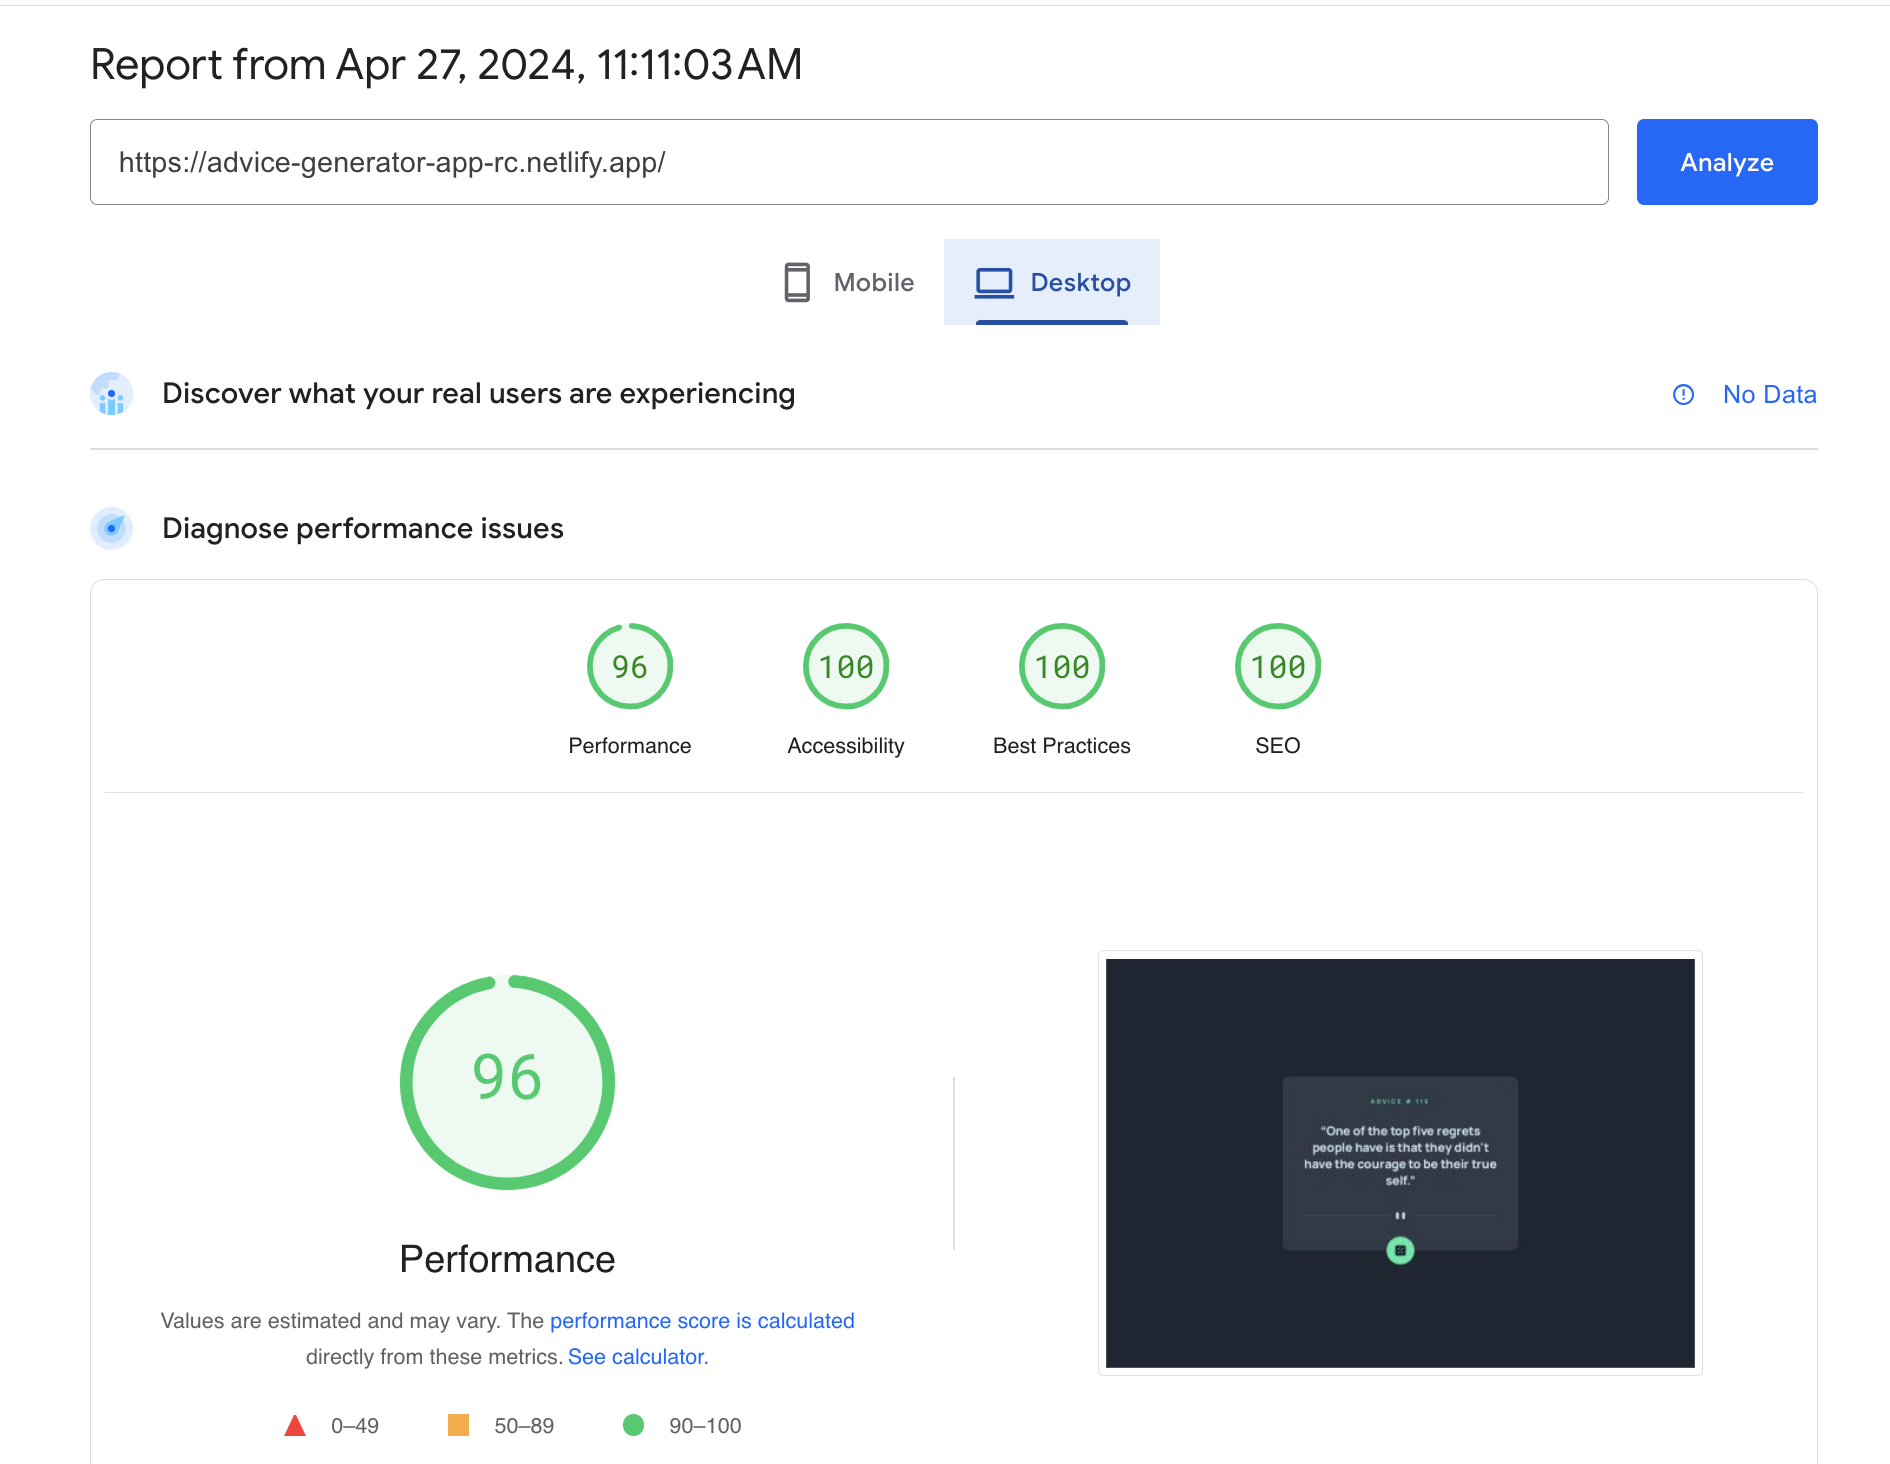 Report from Apr 27, 2024, 11:11:03 AM
https://advice-generator-app-rc.netlify.app/
Analyze
Mobile
Desktop
Discover what your real users are experiencing
No Data
Diagnose performance issues
96
100
100
100
Performance
Accessibility
Best Practices
SEO
96
Performance
Values are estimated and may vary. The performance score is calculated
directly from these metrics. See calculator.
0–49
50–89
90–100
ADVICE # 115
“One of the top five regrets
people have is that they didn't
have the courage to be their true
self.”